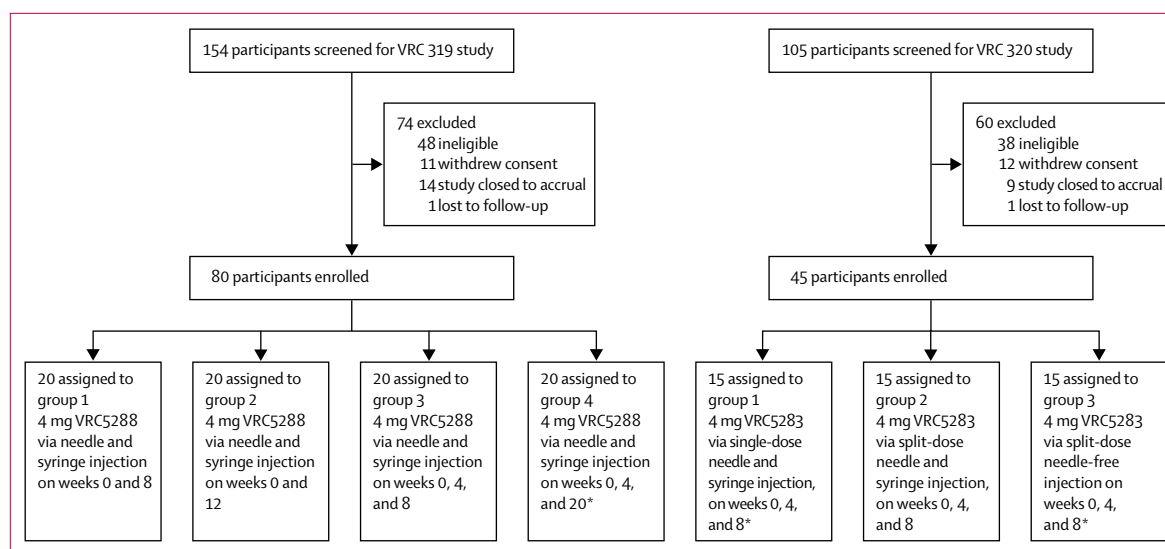 154 participants screened for VRC 319 study
74 excluded
48 ineligible
11 withdrew consent
14 study closed to accrual
1 lost to follow-up
80 participants enrolled
20 assigned to
group 1
4 mg VRC5288
via needle and
syringe injection
on weeks 0 and 8
20 assigned to
group 2
4 mg VRC5288
via needle and
syringe injection
on weeks 0 and
12
20 assigned to
group 3
4 mg VRC5288
via needle and
syringe injection
on weeks 0, 4,
and 8
20 assigned to
group 4
4 mg VRC5288
via needle and
syringe injection
on weeks 0, 4,
and 20*
105 participants screened for VRC 320 study
60 excluded
38 ineligible
12 withdrew consent
9 study closed to accrual
1 lost to follow-up
45 participants enrolled
15 assigned to
group 1
4 mg VRC5283
via single-dose
needle and
syringe injection,
on weeks 0, 4,
and 8*
15 assigned to
group 2
4 mg VRC5283
via split-dose
needle and
syringe injection,
on weeks 0, 4,
and 8
15 assigned to
group 3
4 mg VRC5283
via split-dose
needle-free
injection on
weeks 0, 4, and
8*